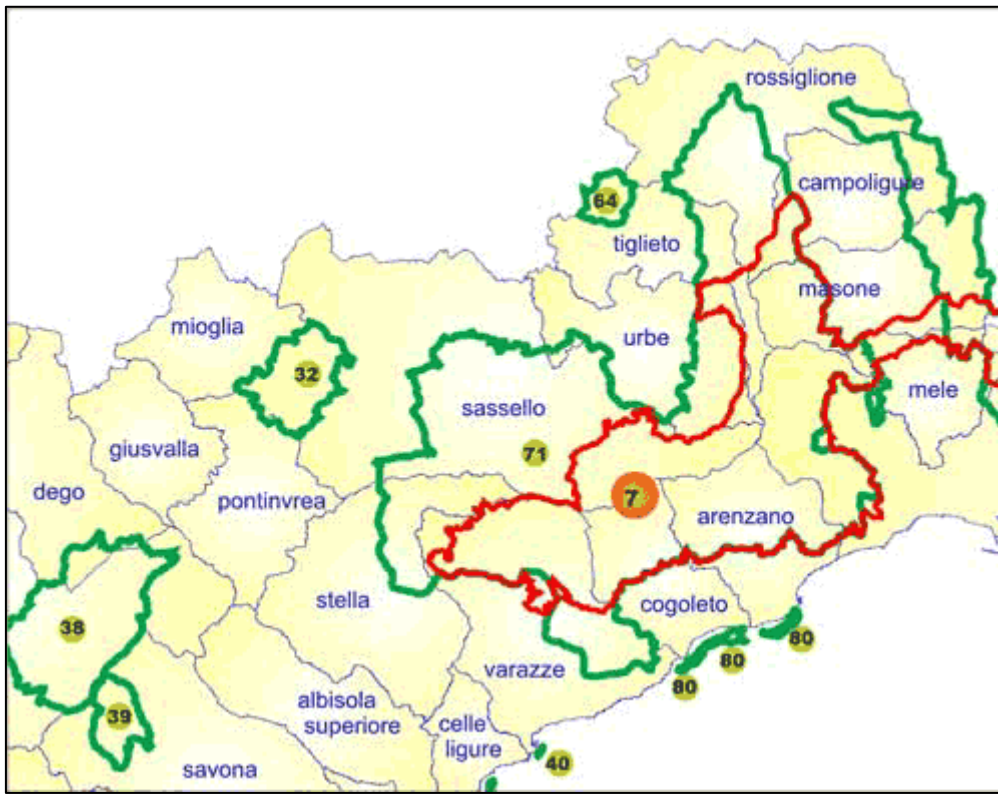 rossiglione
campoligure
64
tiglieto
masone
mioglia
urbe
32
mele
sassello
giusvalla
71
dego
7
pontinvrea
arenzano
stella
cogoleto
38
80
80
varazze
80
albisola
superiore
39
celle
ligure
40
savona